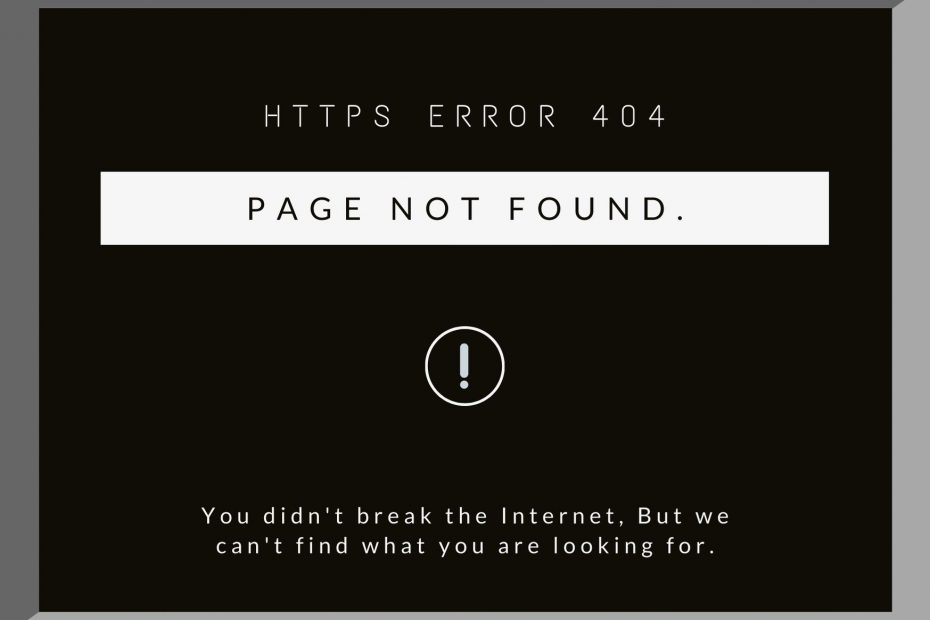 HTTPS ERROR 404
PAGE NOT FOUND.
!
You didn't break the Internet, But we
can't find what you are looking for.